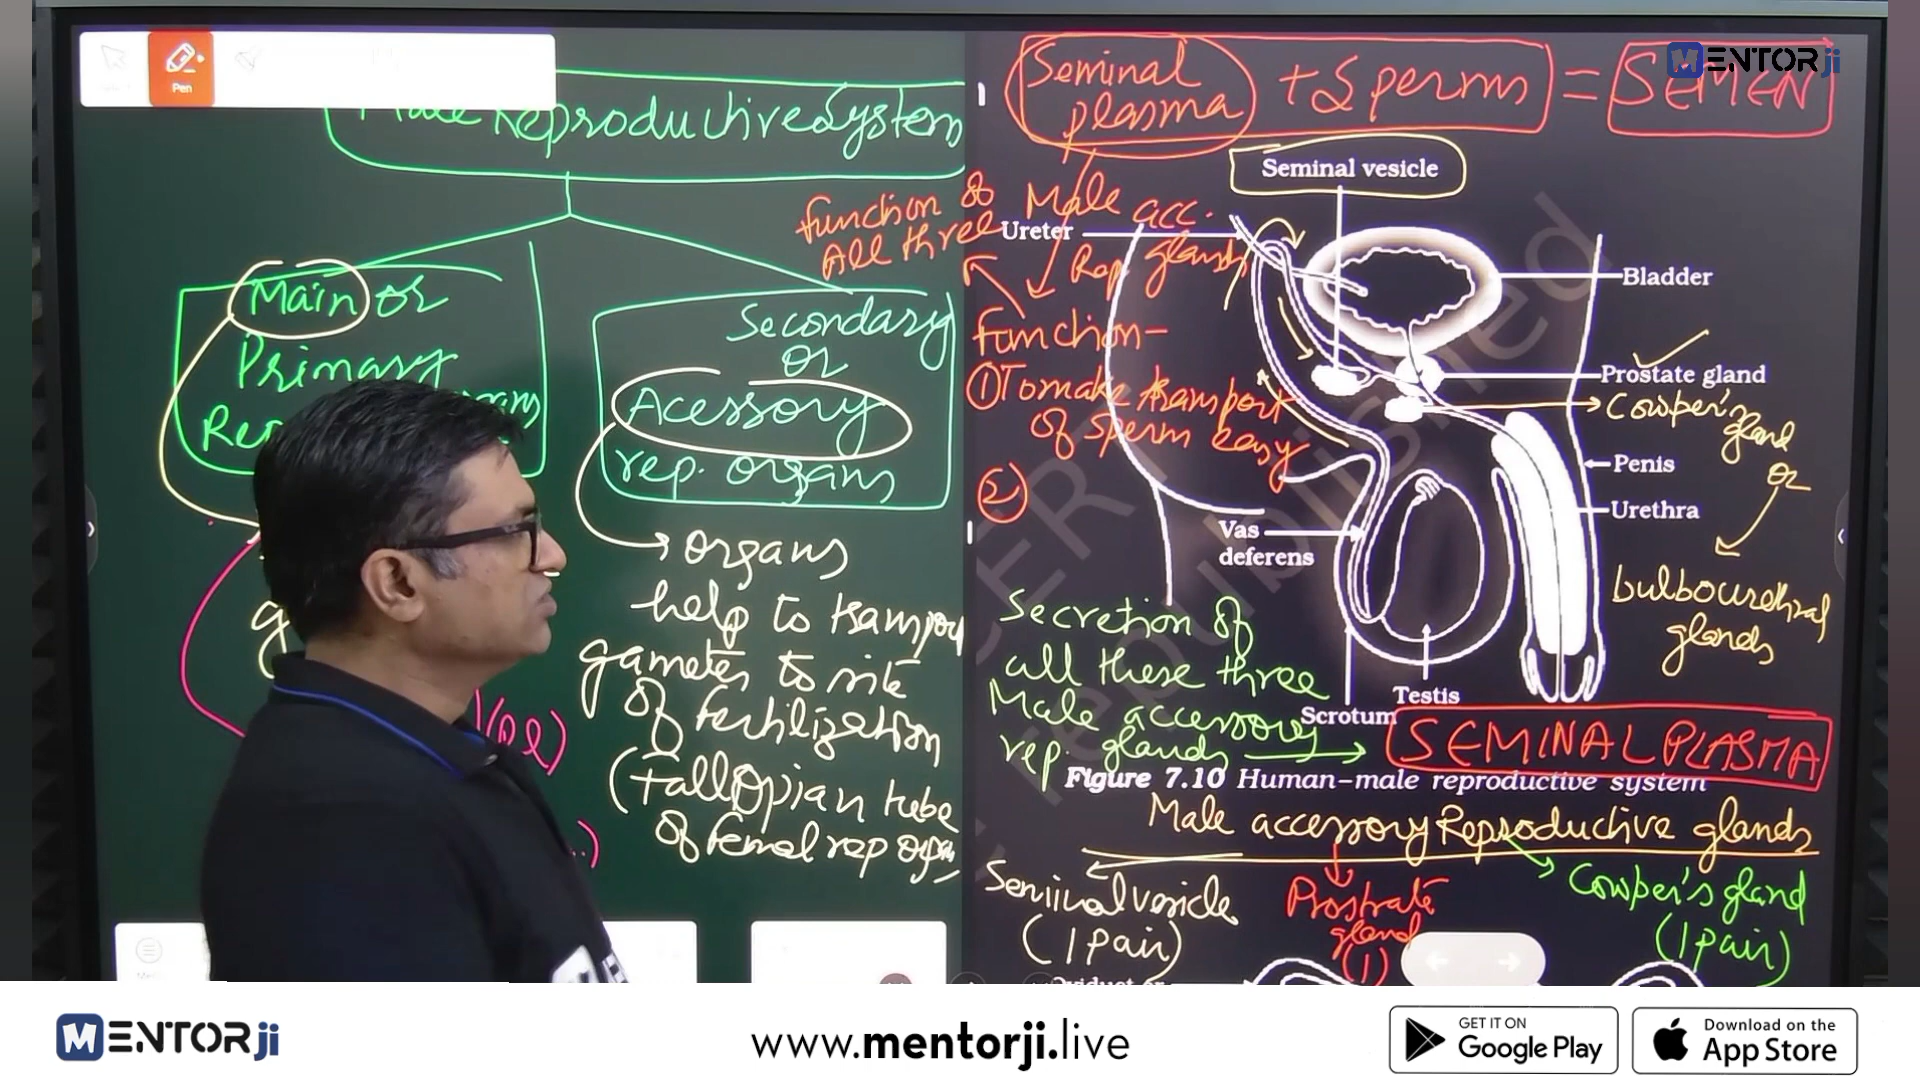 Pen
Male Reproductive System
Main or
Primary
Secondary
or
Acessory
rep. organs
→ organs
help to transport
gametes to site
of fertilization
(Fallopian tube
of femal rep organ
Seminal
plasma
+ Sperms = SEMEN
MENTORji
Seminal vesicle
function of
All three
Male acc.
Rep. glands
Ureter
Bladder
Function-
① To make transport
of sperm easy
②
Prostate gland
Cowper's
gland
or
bulbourethral
glands
Penis
Urethra
Vas
deferens
Testis
Scrotum
Secretion of
all these three
Male accessory
rep. glands → SEMINAL PLASMA
Figure 7.10 Human-male reproductive system
Male accessory Reproductive glands
Seminal vesicle
(1 pair)
Prostrate
gland
(1)
Cowper's gland
(1 pair)
MENTORji
www.mentorji.live
GET IT ON
Google Play
Download on the
App Store